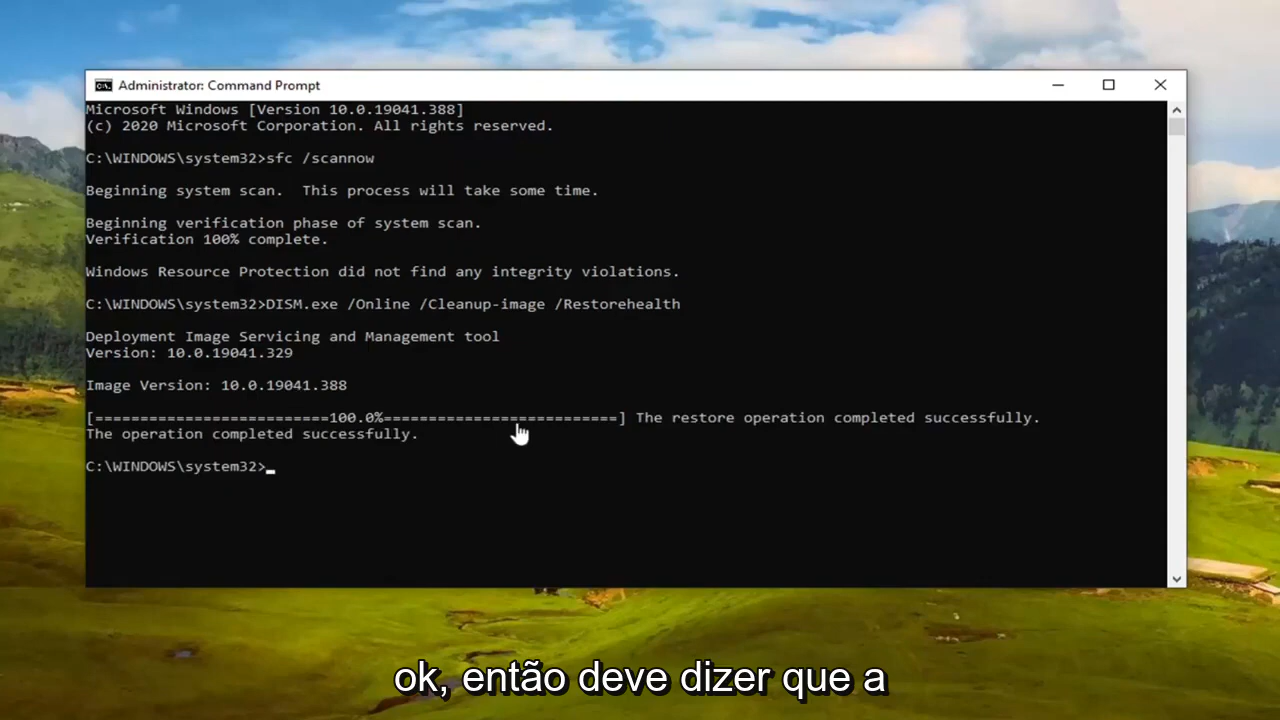 Administrator: Command Prompt
Microsoft Windows [Version 10.0.19041.388]
(c) 2020 Microsoft Corporation. All rights reserved.
C:\WINDOWS\system32>sfc /scannow
Beginning system scan.  This process will take some time.
Beginning verification phase of system scan.
Verification 100% complete.
Windows Resource Protection did not find any integrity violations.
C:\WINDOWS\system32>DISM.exe /Online /Cleanup-image /Restorehealth
Deployment Image Servicing and Management tool
Version: 10.0.19041.329
Image Version: 10.0.19041.388
[==========================100.0%==========================] The restore operation completed successfully.
The operation completed successfully.
C:\WINDOWS\system32>
ok, então deve dizer que a